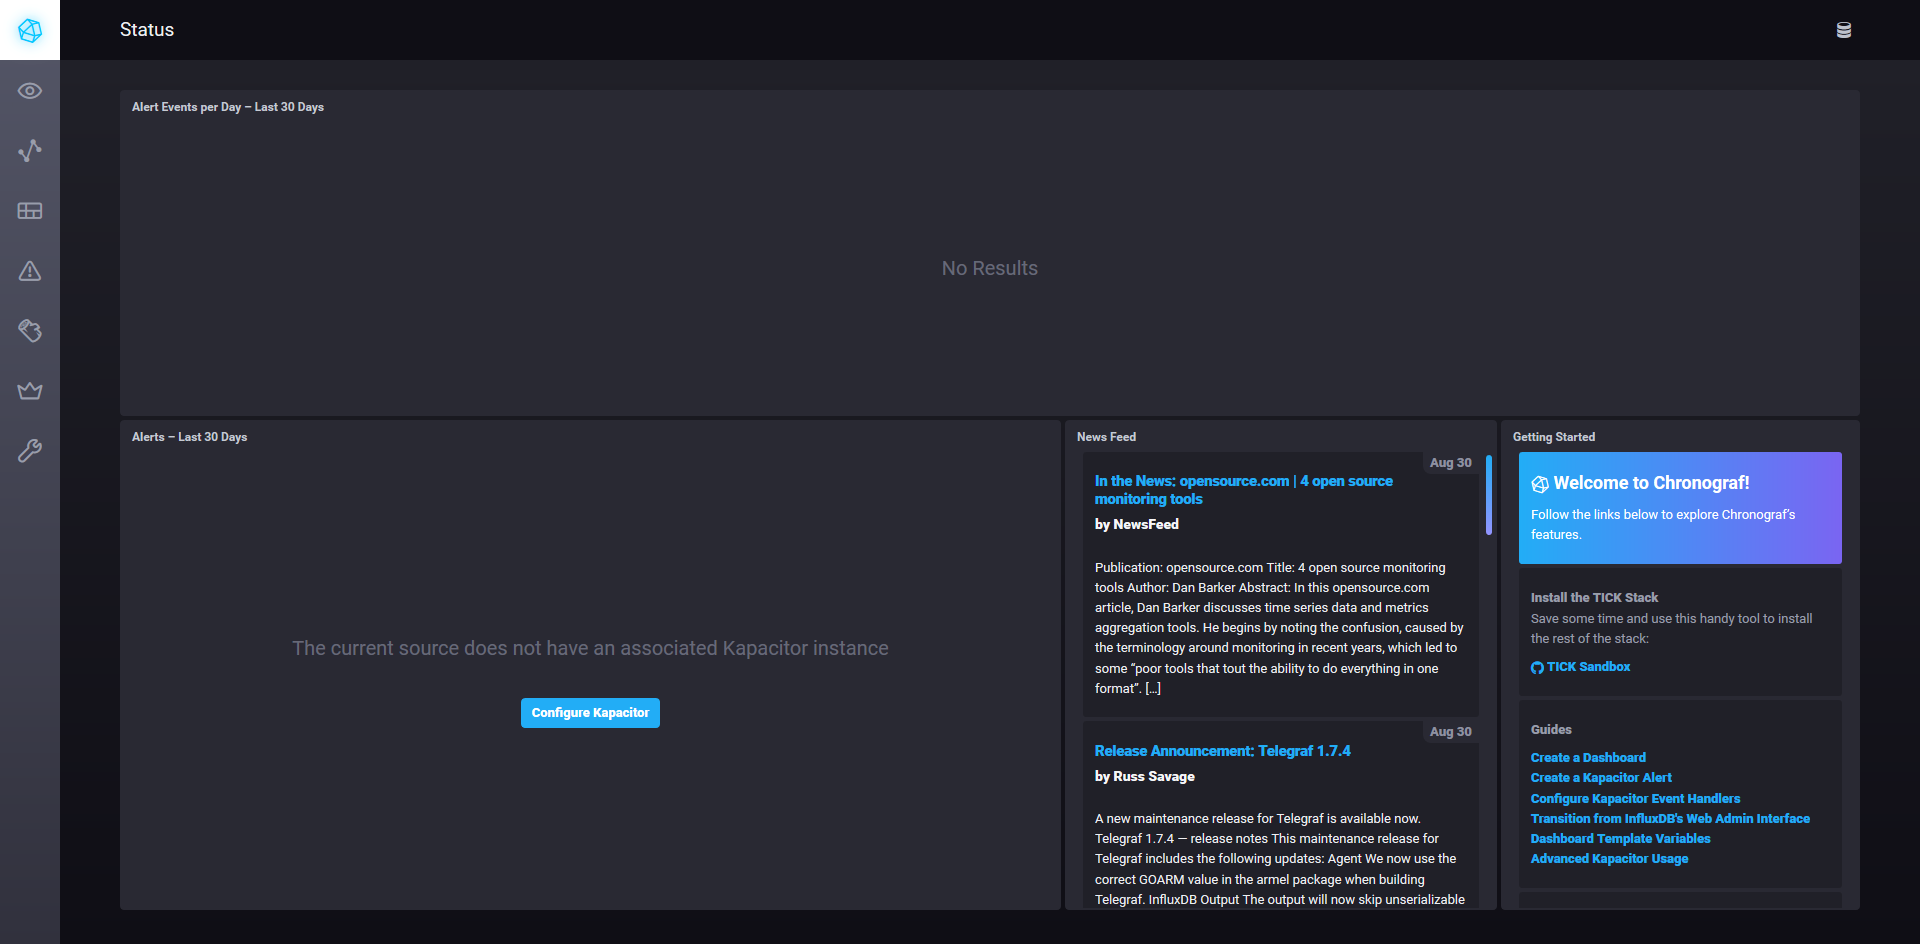 Status
Alert Events per Day – Last 30 Days
No Results
Alerts – Last 30 Days
The current source does not have an associated Kapacitor instance
Configure Kapacitor
News Feed
Aug 30
In the News: opensource.com | 4 open source
monitoring tools
by NewsFeed
Publication: opensource.com Title: 4 open source monitoring
tools Author: Dan Barker Abstract: In this opensource.com
article, Dan Barker discusses time series data and metrics
aggregation tools. He begins by noting the confusion, caused by
the terminology around monitoring in recent years, which led to
some “poor tools that tout the ability to do everything in one
format”. […]
Aug 30
Release Announcement: Telegraf 1.7.4
by Russ Savage
A new maintenance release for Telegraf is available now.
Telegraf 1.7.4 — release notes This maintenance release for
Telegraf includes the following updates: Agent We now use the
correct GOARM value in the armel package when building
Telegraf. InfluxDB Output The output will now skip unserializable
Getting Started
Welcome to Chronograf!
Follow the links below to explore Chronograf’s
features.
Install the TICK Stack
Save some time and use this handy tool to install
the rest of the stack:
TICK Sandbox
Guides
Create a Dashboard
Create a Kapacitor Alert
Configure Kapacitor Event Handlers
Transition from InfluxDB's Web Admin Interface
Dashboard Template Variables
Advanced Kapacitor Usage